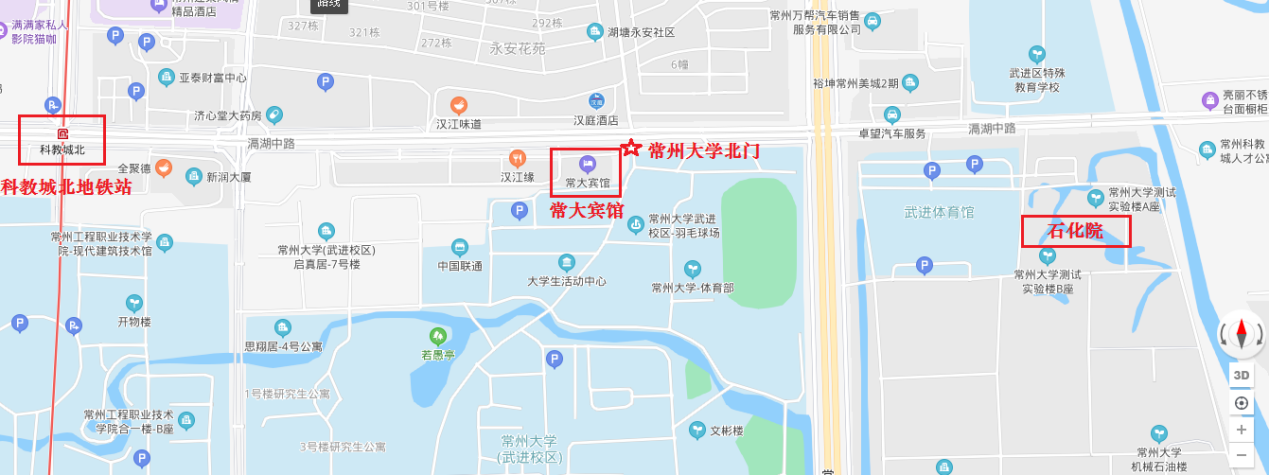 精品酒店
路线
301号楼
327栋
321栋
272栋
292栋
湖塘永安社区
常州万帮汽车销售
服务有限公司
满满家私人
影院猫咖
永安花苑
6幢
亚泰财富中心
武进区特殊
教育学校
裕坤常州美城2期
济心堂大药房
汉江味道
汉庭酒店
卓望汽车服务
亮丽不锈
台面橱柜
科教城北
滆湖中路
滆湖中路
常州大学北门
常州科教
城人才公寓
全聚德
新润大厦
汉江缘
常大宾馆
科教城北地铁站
常大宾馆
常州大学测试
实验楼A座
武进体育馆
石化院
常州大学武进
校区-羽毛球场
常州工程职业技术学
院-现代建筑技术馆
常州大学(武进校区)
启真居-7号楼
中国联通
大学生活动中心
常州大学-体育部
常州大学测试
实验楼B座
开物楼
思翔居-4号公寓
若愚亭
3D
1号楼研究生公寓
常州工程职业技术
学院合一楼-B座
3号楼研究生公寓
常州大学
(武进校区)
文彬楼
常州大学
机械石油楼